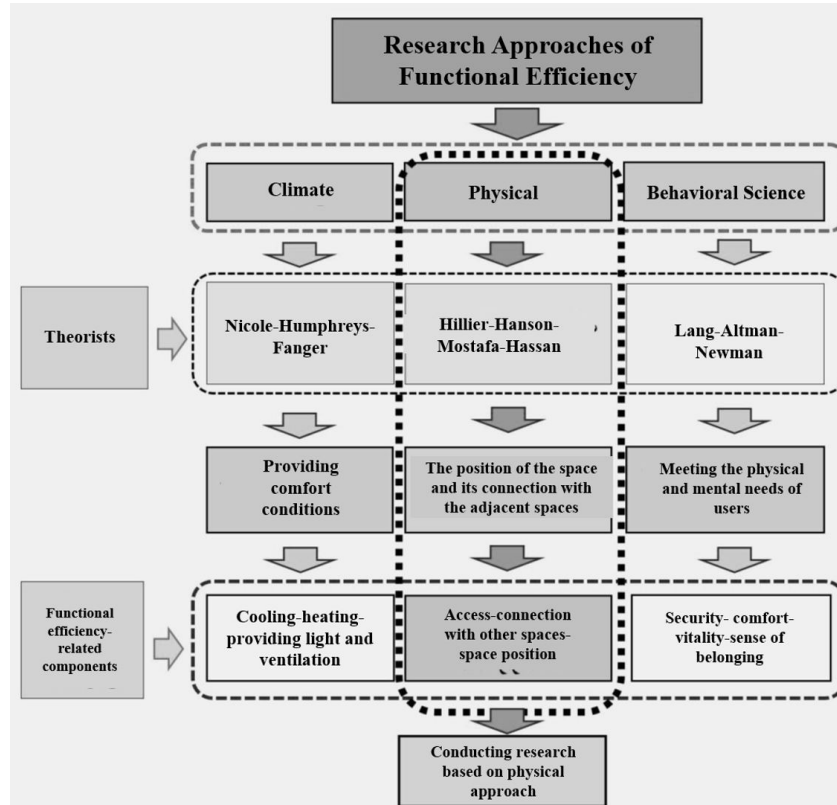 Research Approaches of
Functional Efficiency
Climate
Physical
Behavioral Science
Theorists
Nicole-Humphreys-
Fanger
Hillier-Hanson-
Mostafa-Hassan
Lang-Altman-
Newman
Providing
comfort
conditions
The position of the space
and its connection with
the adjacent spaces
Meeting the physical
and mental needs of
users
Functional
efficiency-
related
components
Cooling-heating-
providing light and
ventilation
Access-connection
with other spaces-
space position
Security- comfort-
vitality-sense of
belonging
Conducting research
based on physical
approach